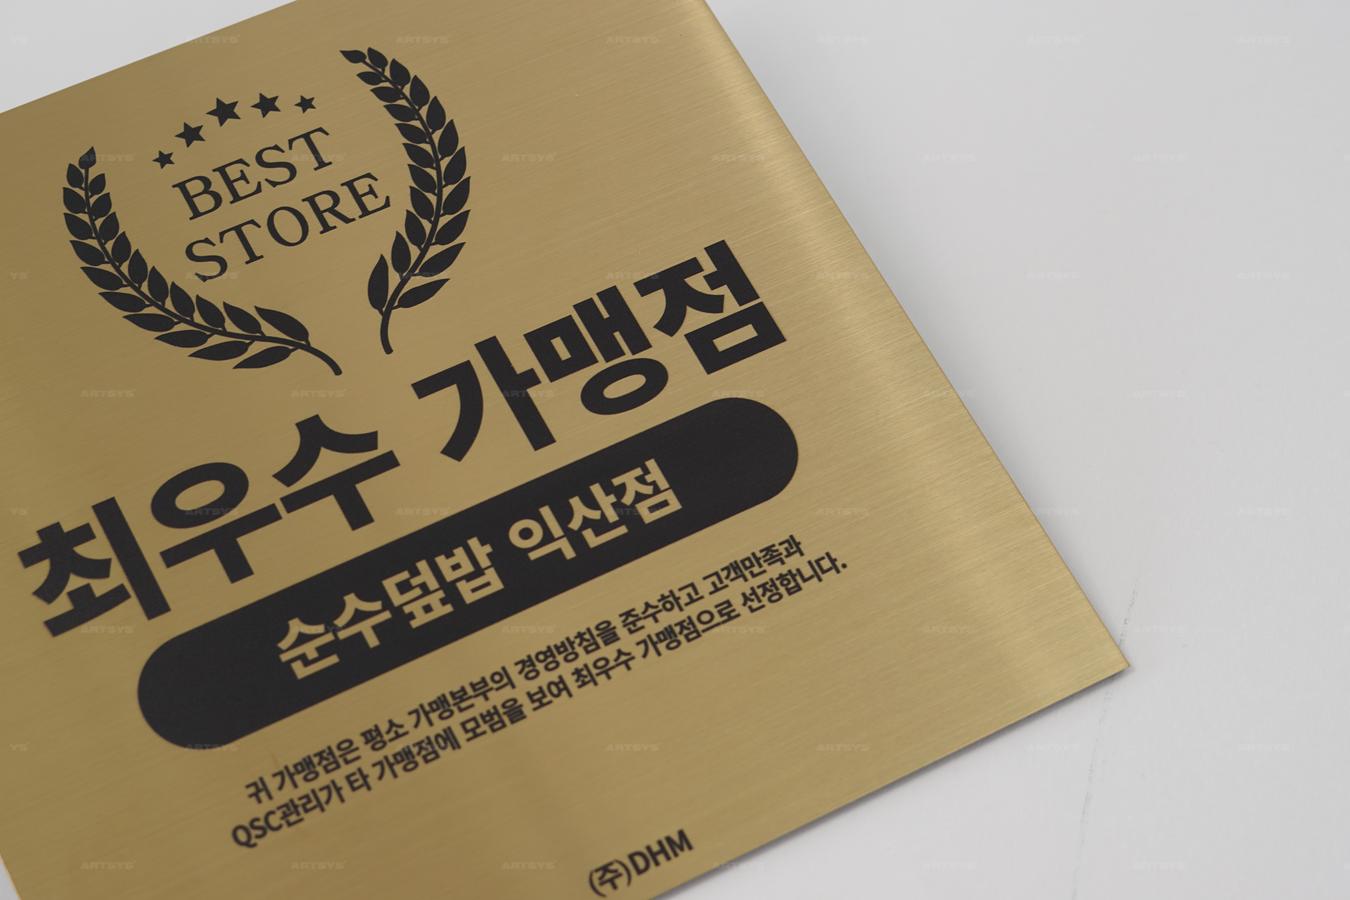 BEST
STORE
최우수 가맹점
순수덮밥 익산점
귀 가맹점은 평소 가맹본부의 경영방침을 준수하고 고객만족과
QSC관리가 타 가맹점에 모범을 보여 최우수 가맹점으로 선정합니다.
(주)DHM
ARTSYS